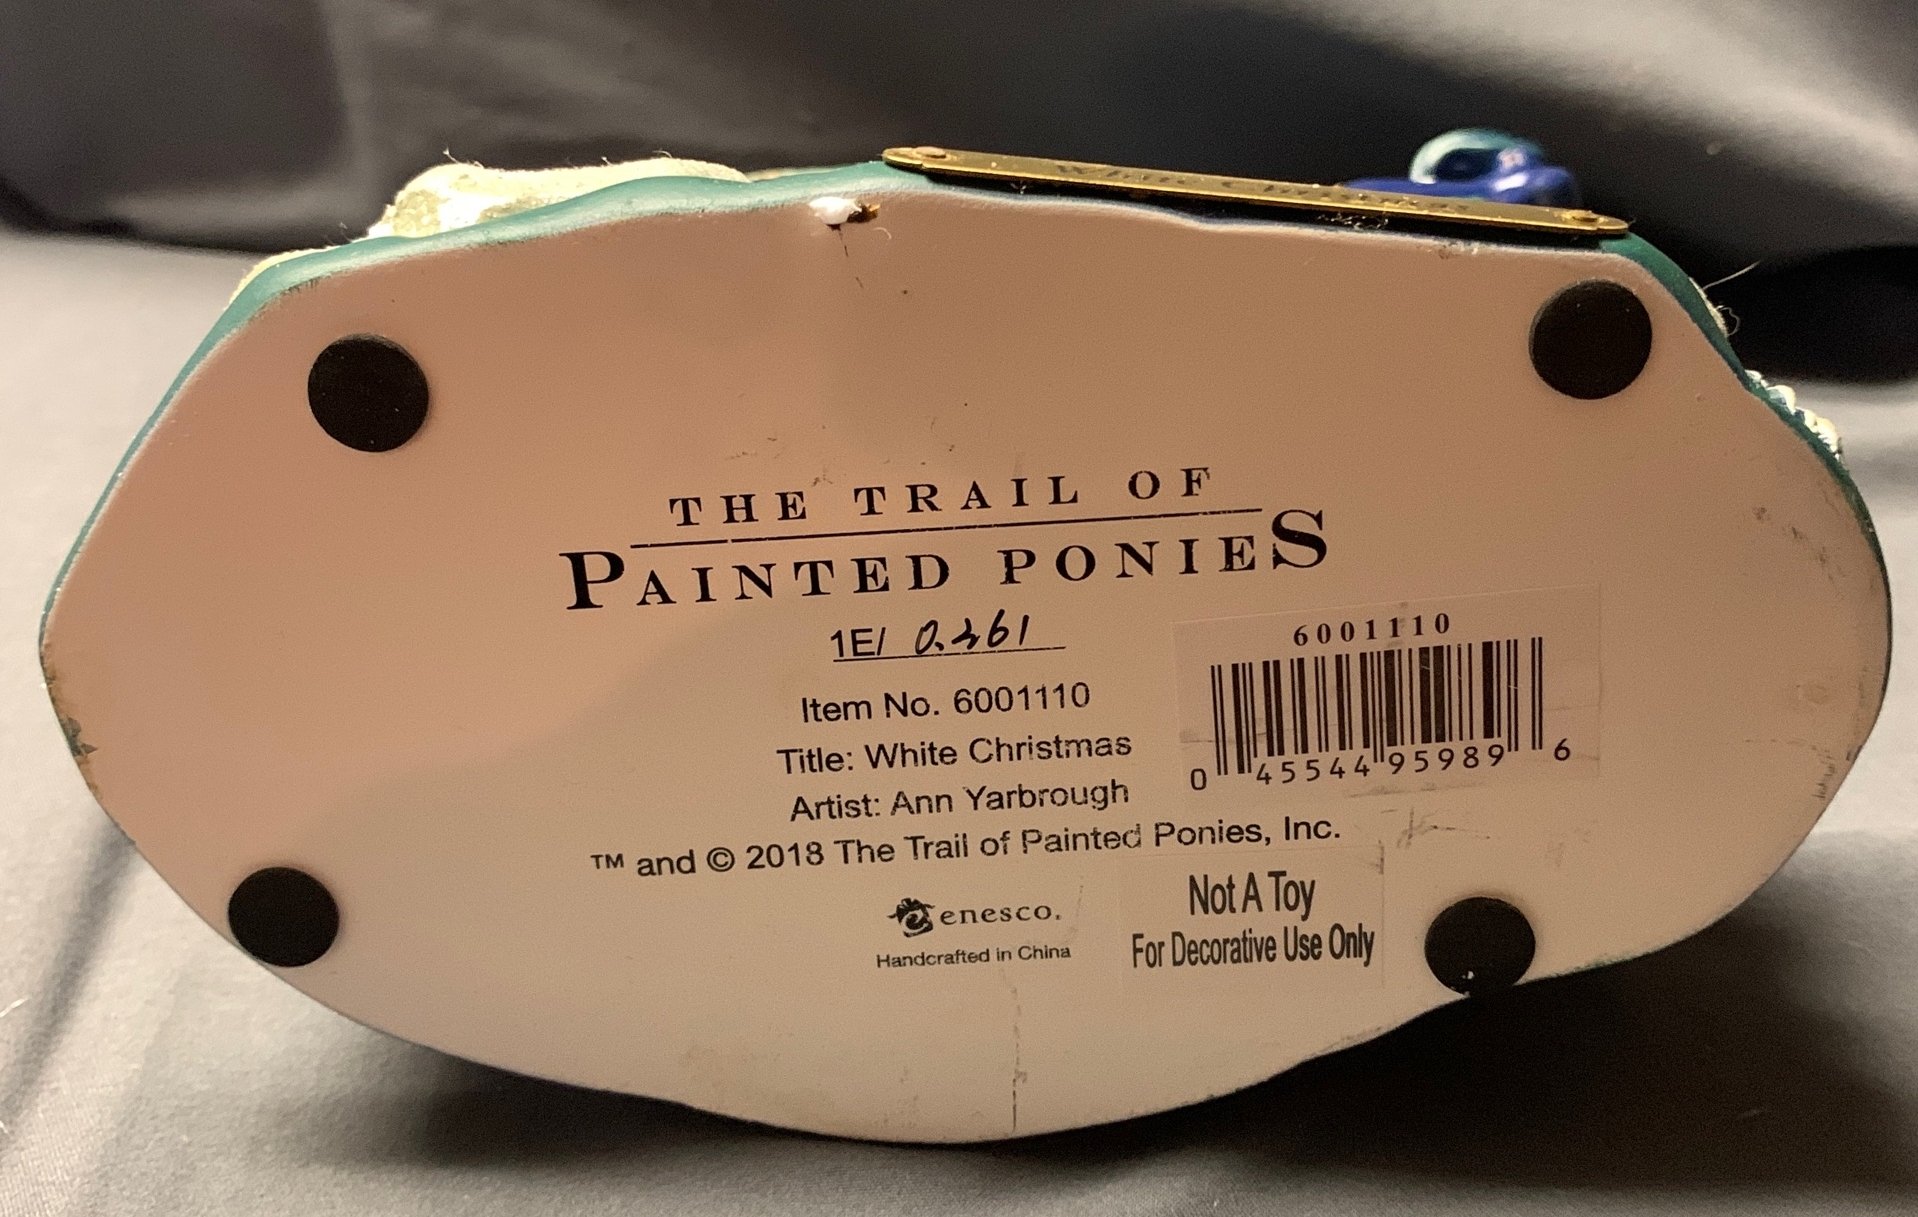 White Christmas
THE TRAIL OF
PAINTED PONIES
1E/ 0.361
Item No. 6001110
Title: White Christmas
Artist: Ann Yarbrough
™ and © 2018 The Trail of Painted Ponies, Inc.
enesco.
Handcrafted in China
6001110
0 45544 95989 6
Not A Toy
For Decorative Use Only